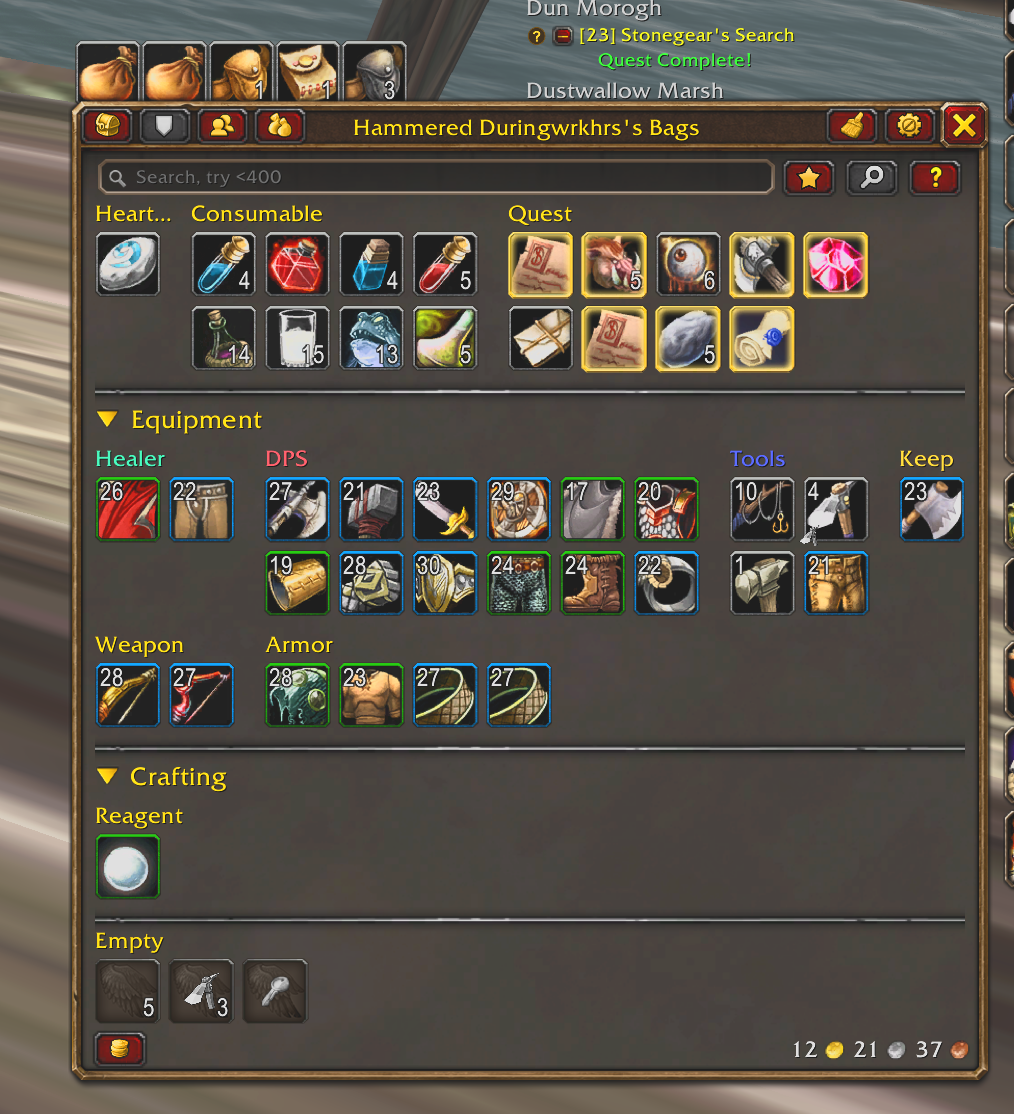 Dun Morogh
? [23] Stonegear's Search
Quest Complete!
Dustwallow Marsh
1 1 3
Hammered Duringwrkhrs's Bags
Search, try <400
?
Heart... Consumable Quest
4 4 5 5 6
14 15 13 5 5
Equipment
Healer DPS Tools Keep
26 22 27 21 23 29 17 20 10 4 23
19 28 30 24 24 22 1 21
Weapon Armor
28 27 28 23 27 27
Crafting
Reagent
Empty
5 3
12 21 37